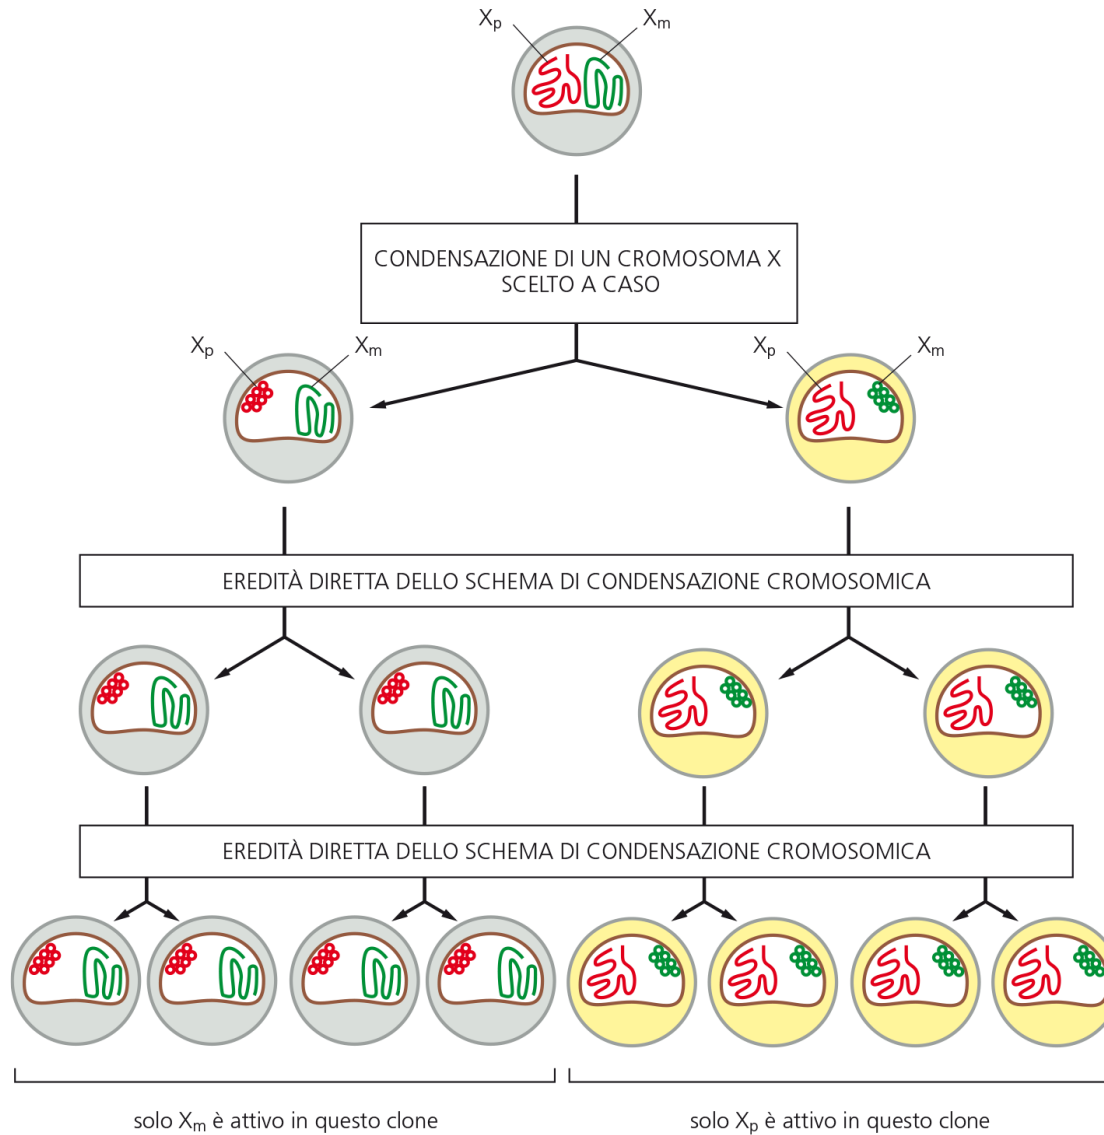 Xp
Xm
CONDENSAZIONE DI UN CROMOSOMA X
SCELTO A CASO
Xp
Xm
Xp
Xm
EREDITÀ DIRETTA DELLO SCHEMA DI CONDENSAZIONE CROMOSOMICA
EREDITÀ DIRETTA DELLO SCHEMA DI CONDENSAZIONE CROMOSOMICA
solo Xm è attivo in questo clone
solo Xp è attivo in questo clone